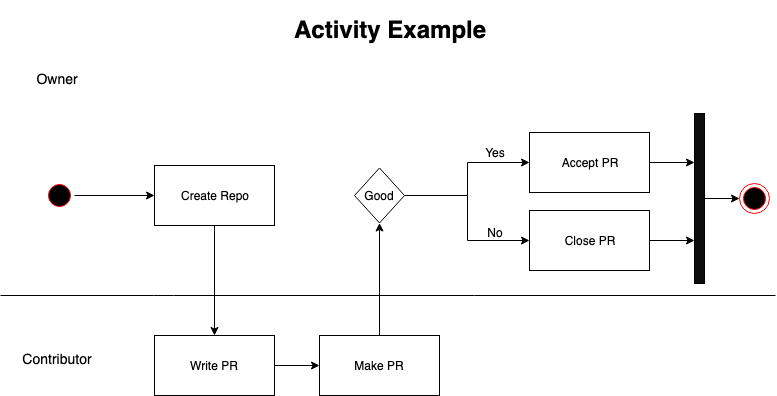 Activity Example
Owner
Create Repo
Good
Yes
Accept PR
No
Close PR
Contributor
Write PR
Make PR